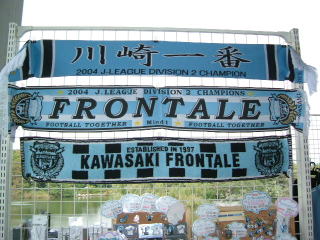 川崎一番
2004 J-LEAGUE DIVISION 2 CHAMPION
2004 J.LEAGUE DIVISION 2 CHAMPIONS
FRONTALE
FOOTBALL TOGETHER Mind1 FOOTBALL TOGETHER
ESTABLISHED IN 1997
KAWASAKI FRONTALE